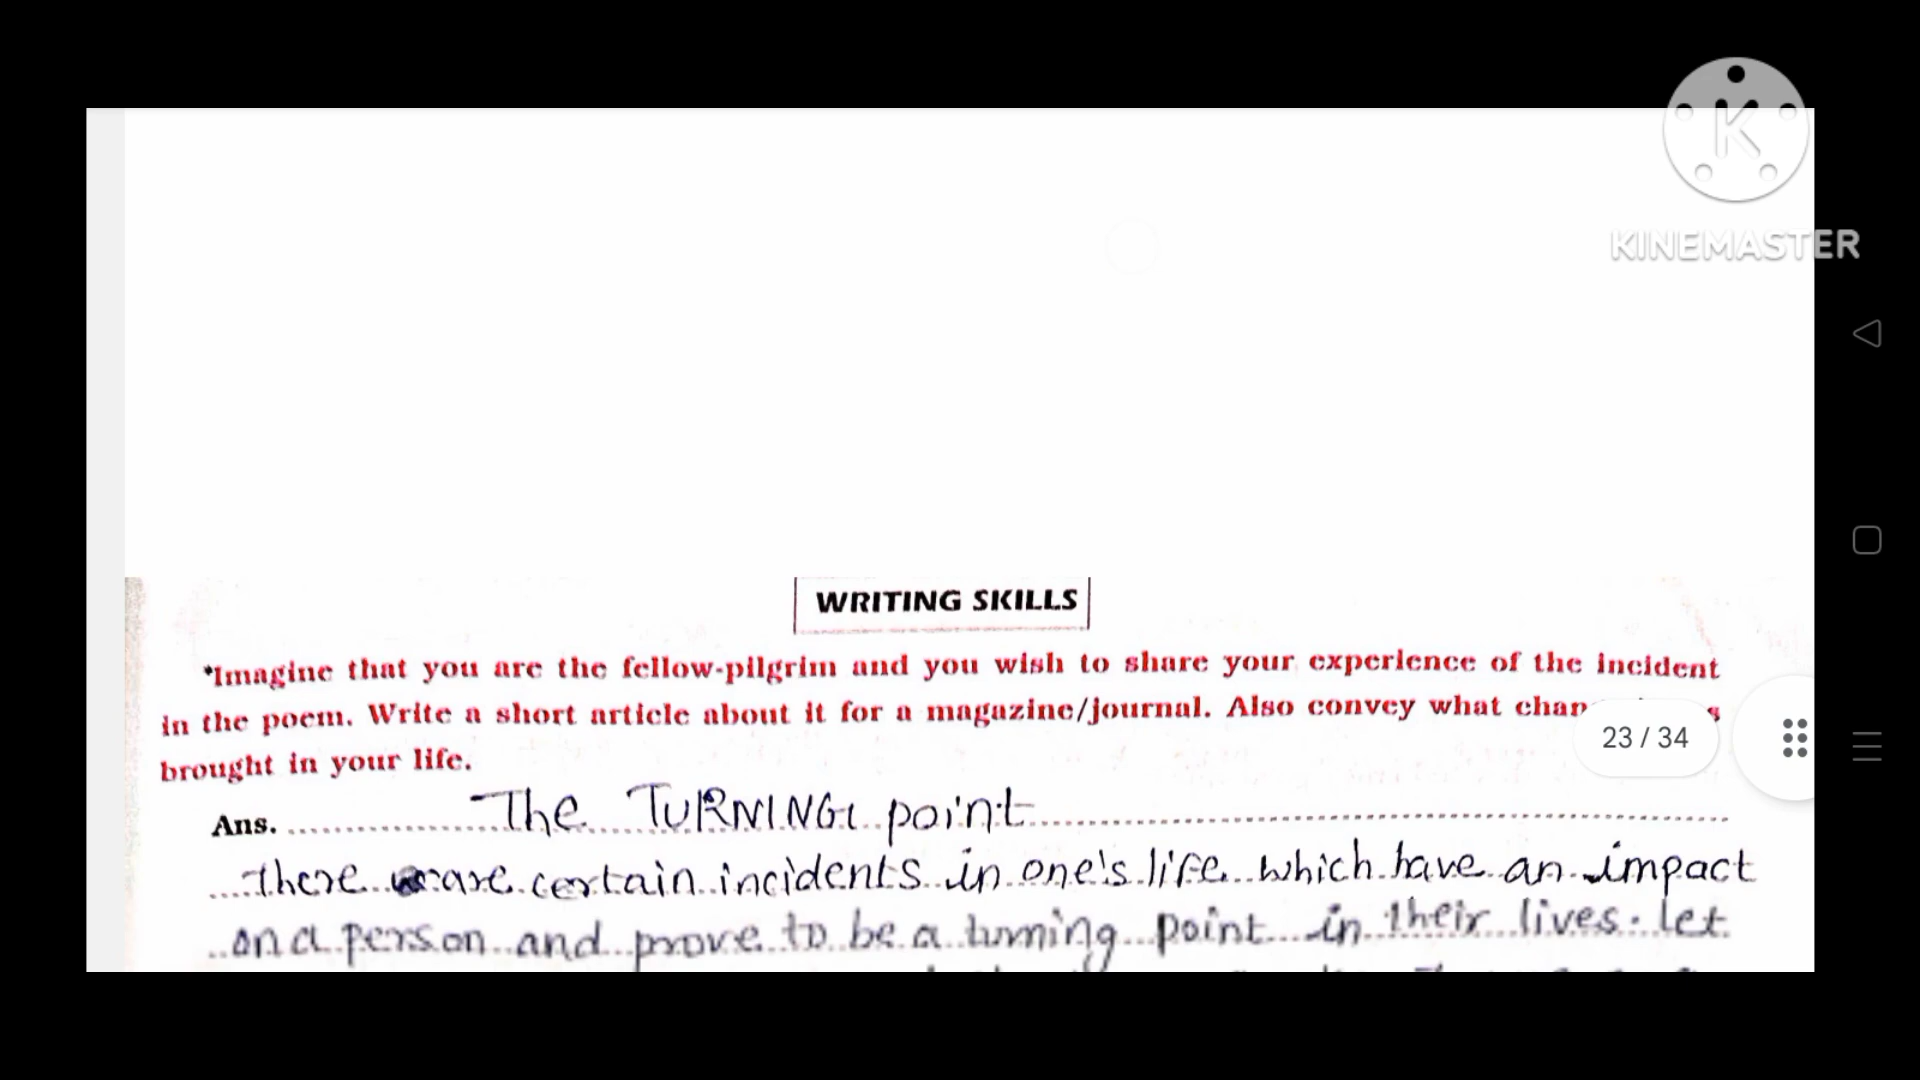 KINEMASTER
WRITING SKILLS
*Imagine that you are the fellow-pilgrim and you wish to share your experience of the incident
in the poem. Write a short article about it for a magazine/journal. Also convey what
brought in your life.
23 / 34
Ans. The TURNING point
there are certain incidents in one's life which have an impact
on a person and prove to be a turning point in their lives. let